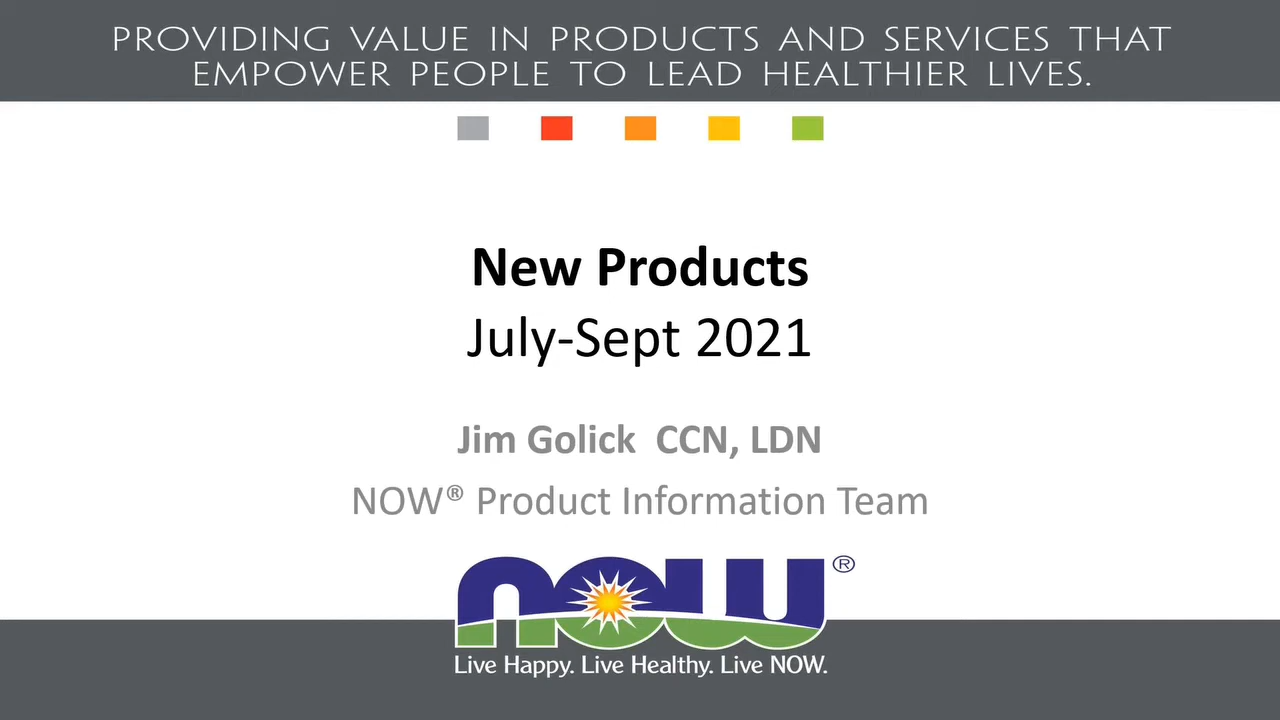 PROVIDING VALUE IN PRODUCTS AND SERVICES THAT
EMPOWER PEOPLE TO LEAD HEALTHIER LIVES.
New Products
July-Sept 2021
Jim Golick CCN, LDN
NOW® Product Information Team
now®
Live Happy. Live Healthy. Live NOW.